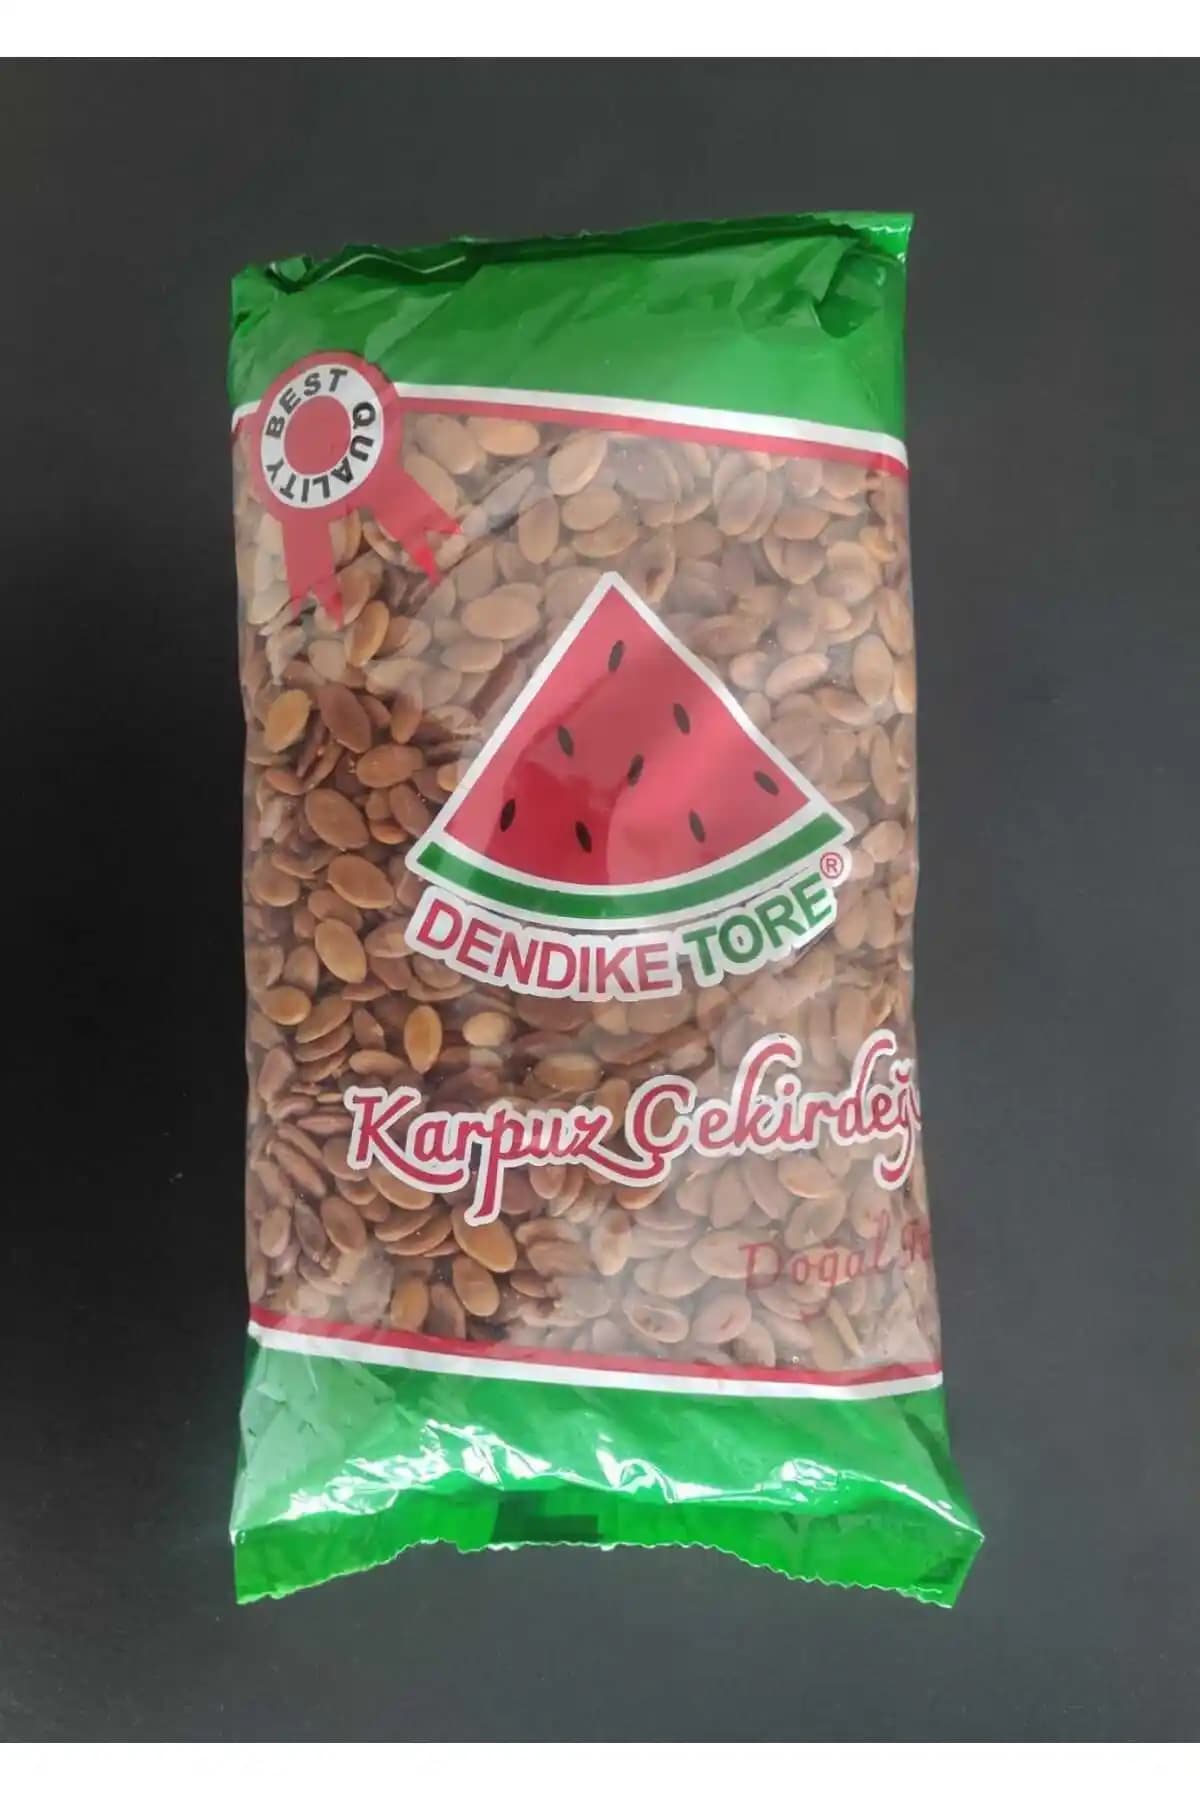 BEST QUALITY
DENDIKE TORE®
Karpuz Çekirdeğ
Doğal